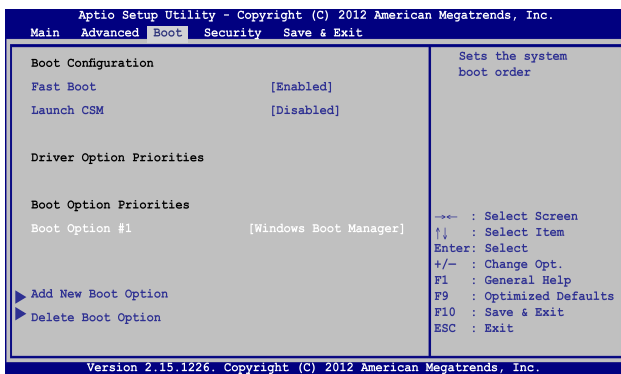 Aptio Setup Utility - Copyright (C) 2012 American Megatrends, Inc.
Main Advanced Boot Security Save & Exit
Boot Configuration
Fast Boot [Enabled]
Launch CSM [Disabled]
Driver Option Priorities
Boot Option Priorities
Boot Option #1 [Windows Boot Manager]
Add New Boot Option
Delete Boot Option
Sets the system
boot order
→← : Select Screen
↑↓ : Select Item
Enter: Select
+/— : Change Opt.
F1 : General Help
F9 : Optimized Defaults
F10 : Save & Exit
ESC : Exit
Version 2.15.1226. Copyright (C) 2012 American Megatrends, Inc.